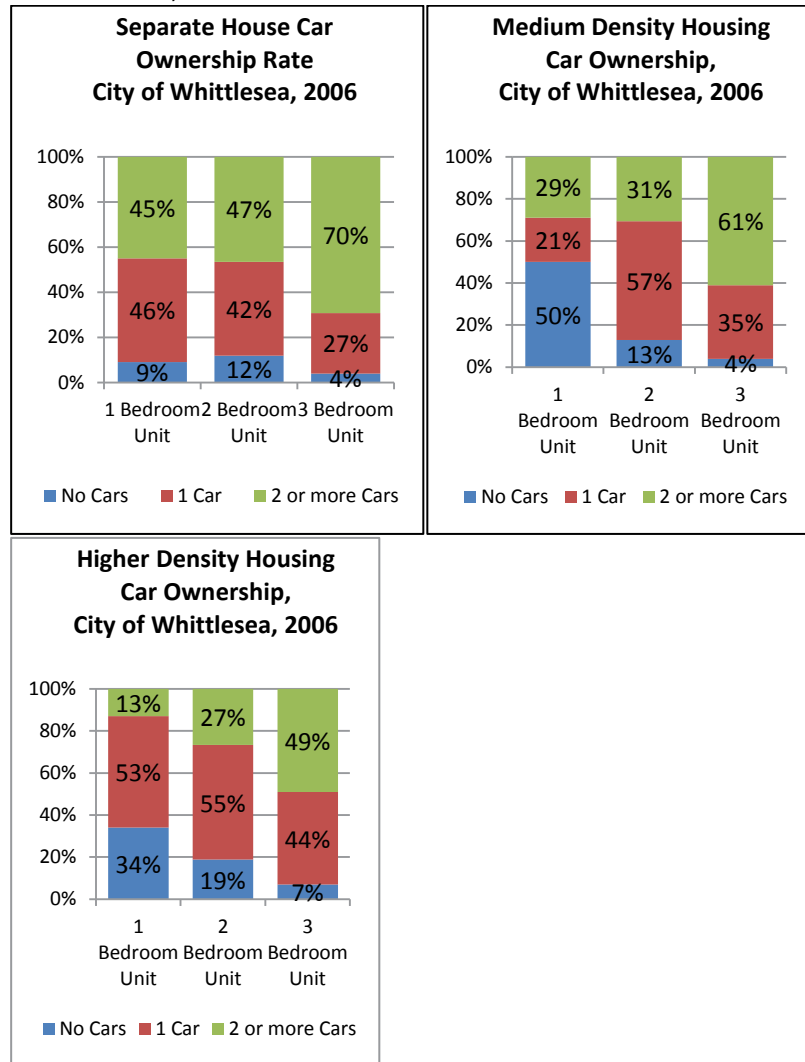 Separate House Car
Ownership Rate
City of Whittlesea, 2006
100%
80%
60%
40%
20%
0%
45%
47%
70%
46%
42%
27%
9%
12%
4%
1 Bedroom 2 Bedroom 3 Bedroom
Unit Unit Unit
No Cars 1 Car 2 or more Cars
Medium Density Housing
Car Ownership,
City of Whittlesea, 2006
100%
80%
60%
40%
20%
0%
29%
31%
61%
21%
57%
35%
50%
13%
4%
1 2 3
Bedroom Bedroom Bedroom
Unit Unit Unit
No Cars 1 Car 2 or more Cars
Higher Density Housing
Car Ownership,
City of Whittlesea, 2006
100%
80%
60%
40%
20%
0%
13%
27%
49%
53%
55%
44%
34%
19%
7%
1 2 3
Bedroom Bedroom Bedroom
Unit Unit Unit
No Cars 1 Car 2 or more Cars